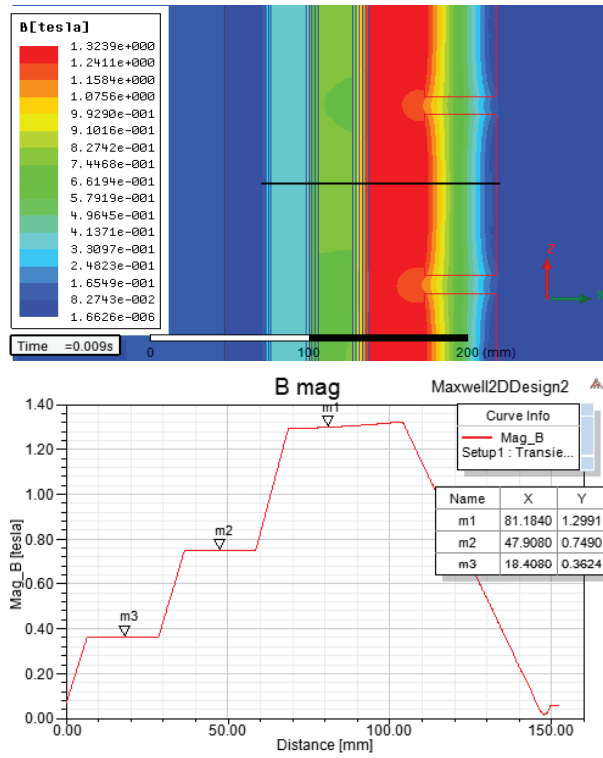 B[tesla]
1.3239e+000
1.2411e+000
1.1584e+000
1.0756e+000
9.9290e-001
9.1016e-001
8.2742e-001
7.4468e-001
6.6194e-001
5.7919e-001
4.9645e-001
4.1371e-001
3.3097e-001
2.4823e-001
1.6549e-001
8.2743e-002
1.6626e-006
Time =0.009s
0 100 200 (mm)
Z
B mag
Maxwell2DDesign2
Curve Info
Mag_B
Setup1 : Transie...
Name X Y
m1 81.1840 1.2991
m2 47.9080 0.7490
m3 18.4080 0.3624
m1
m2
m3
Mag_B [tesla]
1.40
1.20
1.00
0.80
0.60
0.40
0.20
0.00
0.00 50.00 100.00 150.00
Distance [mm]